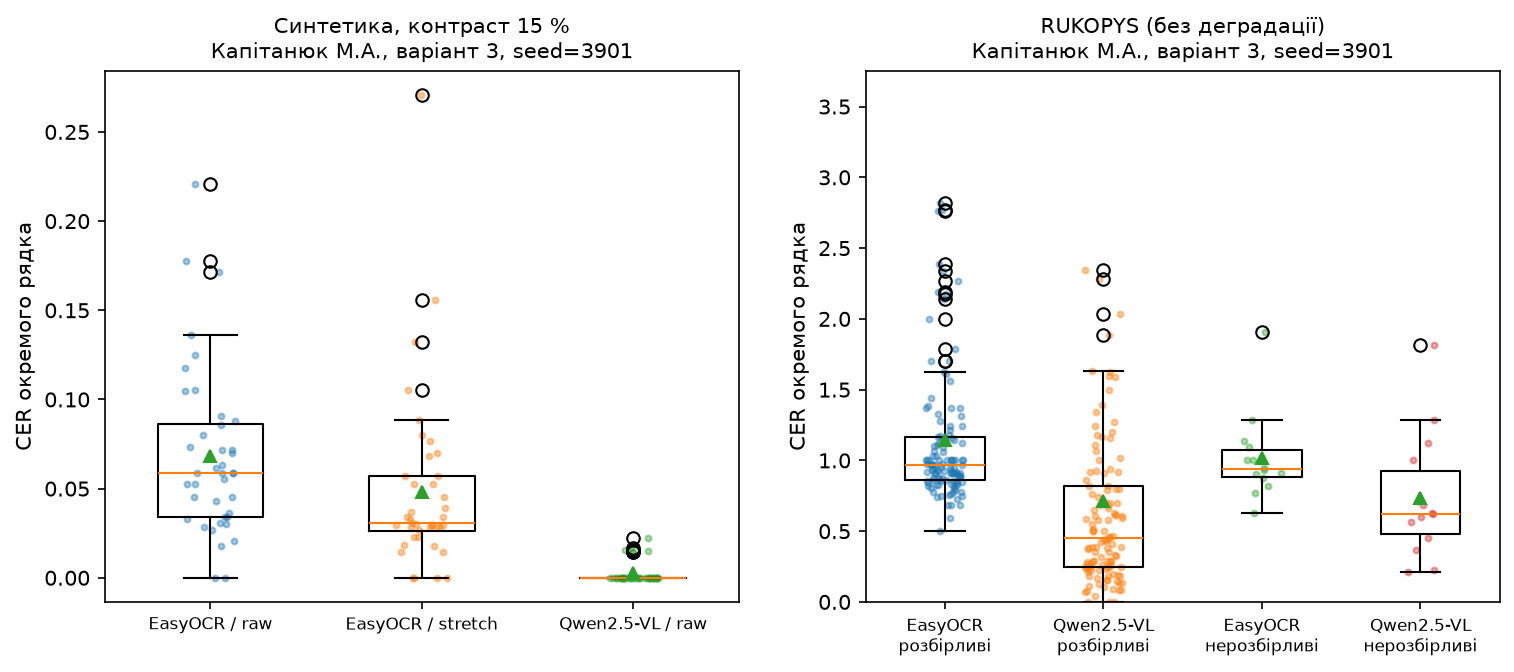 Синтетика, контраст 15 %
Капітанюк М.А., варіант 3, seed=3901
CER окремого рядка
0.25
0.20
0.15
0.10
0.05
0.00
EasyOCR / raw
EasyOCR / stretch
Qwen2.5-VL / raw
RUKOPYS (без деградації)
Капітанюк М.А., варіант 3, seed=3901
CER окремого рядка
3.5
3.0
2.5
2.0
1.5
1.0
0.5
0.0
EasyOCR
розбірливі
Qwen2.5-VL
розбірливі
EasyOCR
нерозбірливі
Qwen2.5-VL
нерозбірливі